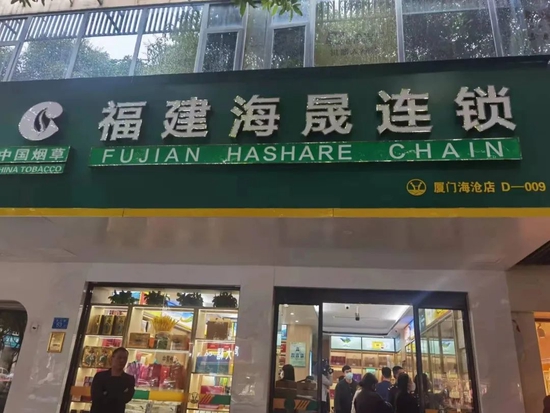 福建海晟连锁
中国烟草
FUJIAN HASHARE CHAIN
CHINA TOBACCO
厦门海沧店 D—009